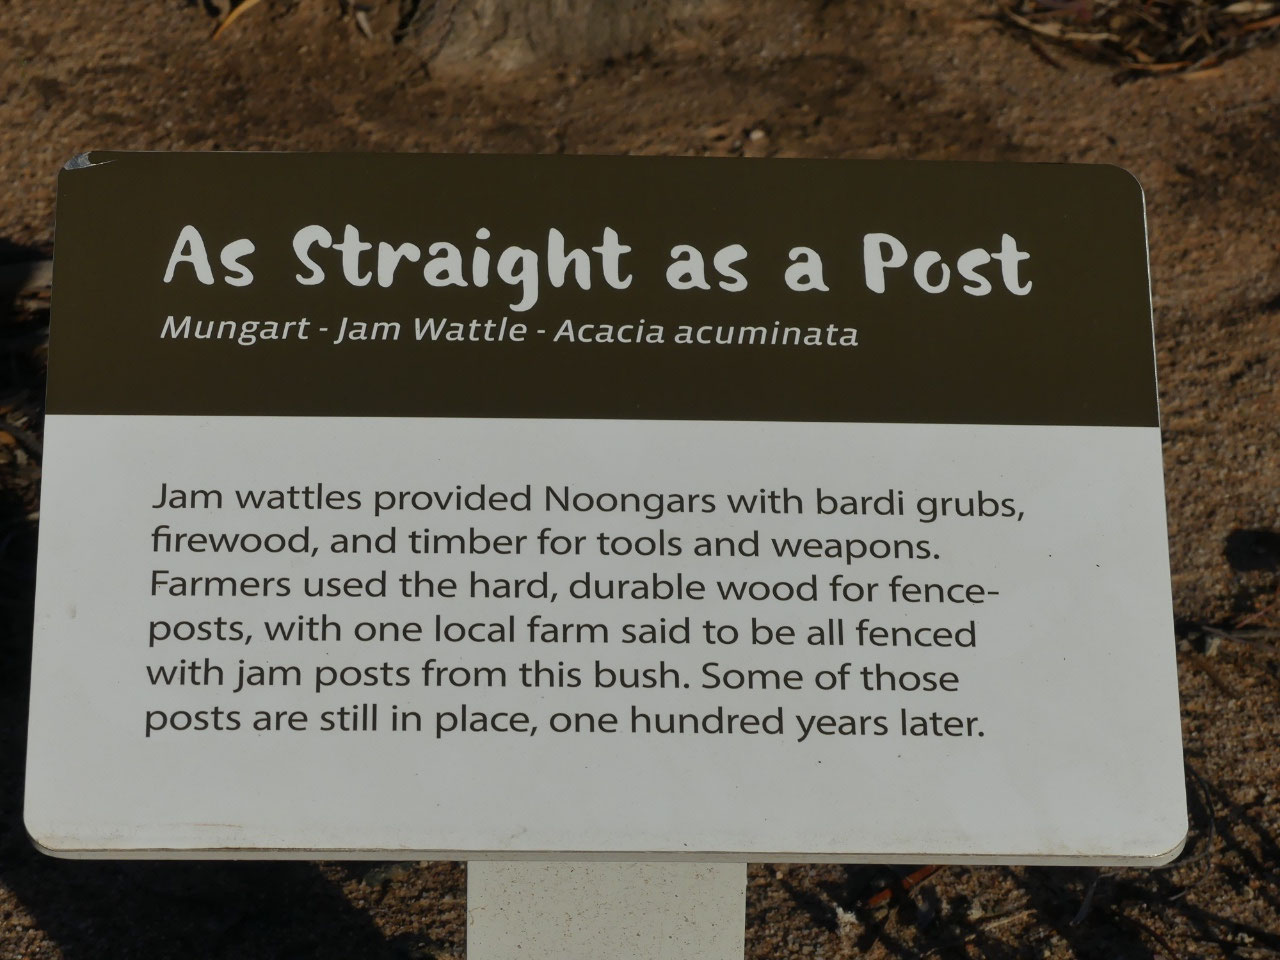 As Straight as a Post
Mungart - Jam Wattle - Acacia acuminata
Jam wattles provided Noongars with bardi grubs,
firewood, and timber for tools and weapons.
Farmers used the hard, durable wood for fence-
posts, with one local farm said to be all fenced
with jam posts from this bush. Some of those
posts are still in place, one hundred years later.